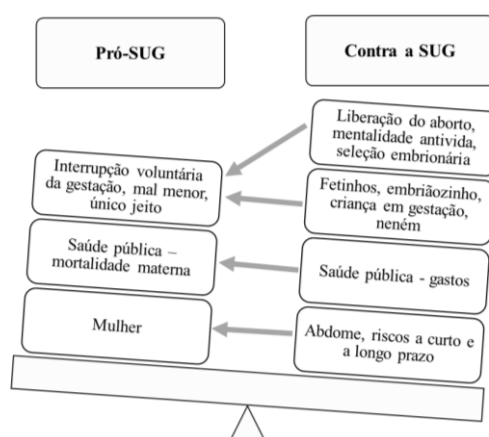 Pró-SUG
Contra a SUG
Liberação do aborto,
mentalidade antivida,
seleção embrionária
Interrupção voluntária
da gestação, mal menor,
único jeito
Fetinhos, embriãozinho,
criança em gestação,
neném
Saúde pública –
mortalidade materna
Saúde pública - gastos
Mulher
Abdome, riscos a curto e
a longo prazo